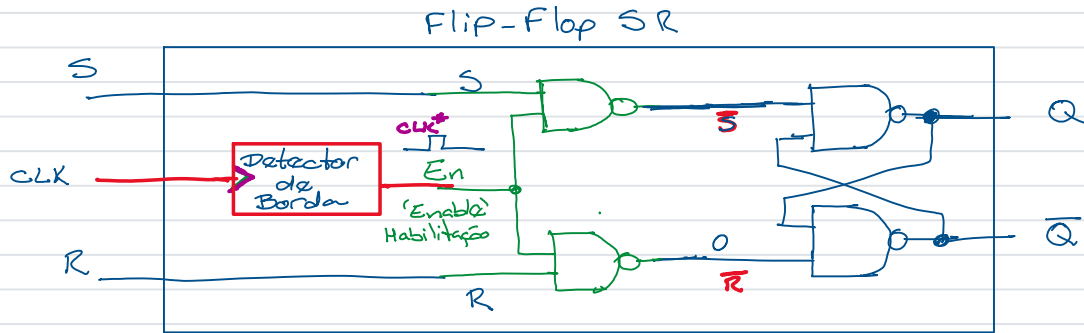 Flip-Flop SR
S
S
CLK*
S̅
Q
CLK
Detector
de
Borda
En
'Enable'
Habilitação
R
R
0
R̅
Q̅